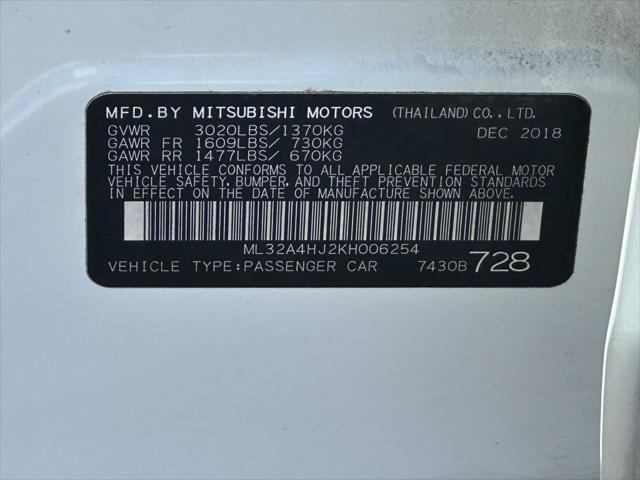 MFD.BY MITSUBISHI MOTORS (THAILAND)CO.,LTD.
GVWR 3020LBS/1370KG DEC 2018
GAWR FR 1609LBS/ 730KG
GAWR RR 1477LBS/ 670KG
THIS VEHICLE CONFORMS TO ALL APPLICABLE FEDERAL MOTOR
VEHICLE SAFETY, BUMPER, AND THEFT PREVENTION STANDARDS
IN EFFECT ON THE DATE OF MANUFACTURE SHOWN ABOVE.
ML32A4HJ2KH006254
VEHICLE TYPE:PASSENGER CAR 7430B 728